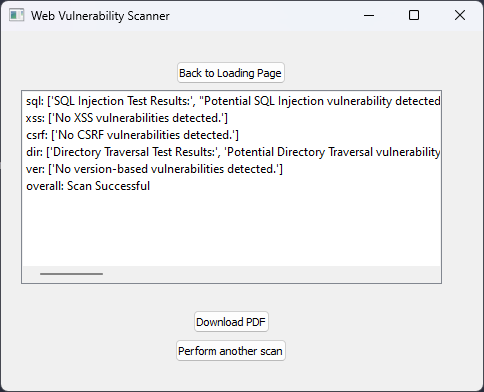 Web Vulnerability Scanner
Back to Loading Page
sql: ['SQL Injection Test Results:', "Potential SQL Injection vulnerability detected
xss: ['No XSS vulnerabilities detected.']
csrf: ['No CSRF vulnerabilities detected.']
dir: ['Directory Traversal Test Results:', 'Potential Directory Traversal vulnerability
ver: ['No version-based vulnerabilities detected.']
overall: Scan Successful
Download PDF
Perform another scan